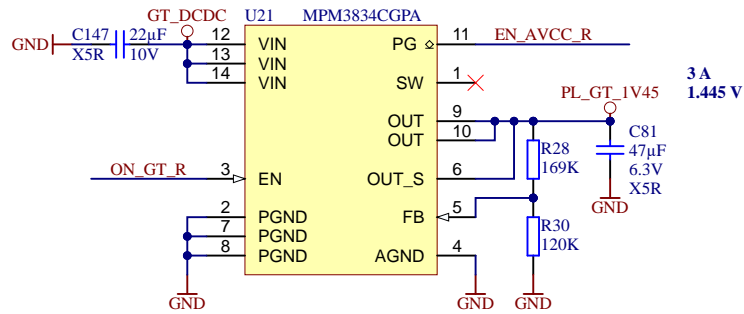 GT_DCDC
U21
MPM3834CGPA
GND
C147
22µF
X5R
10V
12
VIN
13
VIN
14
VIN
PG
11
EN_AVCC_R
SW
1
3 A
1.445 V
PL_GT_1V45
OUT
9
OUT
10
R28
169K
C81
47µF
6.3V
X5R
GND
ON_GT_R
3
EN
OUT_S
6
2
PGND
7
PGND
8
PGND
FB
5
R30
120K
AGND
4
GND
GND
GND